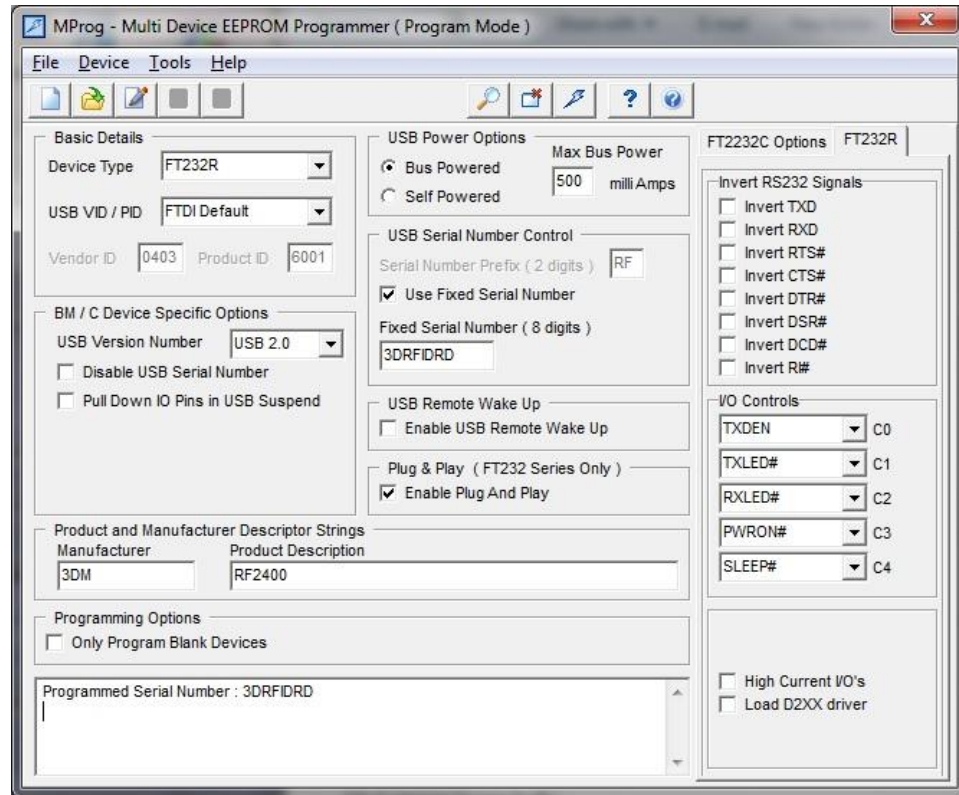 MProg - Multi Device EEPROM Programmer ( Program Mode )
File Device Tools Help
Basic Details
Device Type FT232R
USB VID / PID FTDI Default
Vendor ID 0403 Product ID 6001
BM / C Device Specific Options
USB Version Number USB 2.0
Disable USB Serial Number
Pull Down IO Pins in USB Suspend
USB Power Options
Bus Powered
Self Powered
Max Bus Power
500 milli Amps
USB Serial Number Control
Serial Number Prefix ( 2 digits ) RF
Use Fixed Serial Number
Fixed Serial Number ( 8 digits )
3DRFIDRD
USB Remote Wake Up
Enable USB Remote Wake Up
Plug & Play ( FT232 Series Only )
Enable Plug And Play
Product and Manufacturer Descriptor Strings
Manufacturer Product Description
3DM RF2400
Programming Options
Only Program Blank Devices
Programmed Serial Number : 3DRFIDRD
FT2232C Options FT232R
Invert RS232 Signals
Invert TXD
Invert RXD
Invert RTS#
Invert CTS#
Invert DTR#
Invert DSR#
Invert DCD#
Invert RI#
I/O Controls
TXDEN C0
TXLED# C1
RXLED# C2
PWRON# C3
SLEEP# C4
High Current I/O's
Load D2XX driver